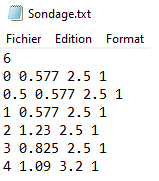 Sondage.txt
Fichier Edition Format
6
0 0.577 2.5 1
0.5 0.577 2.5 1
1 0.577 2.5 1
2 1.23 2.5 1
3 0.825 2.5 1
4 1.09 3.2 1